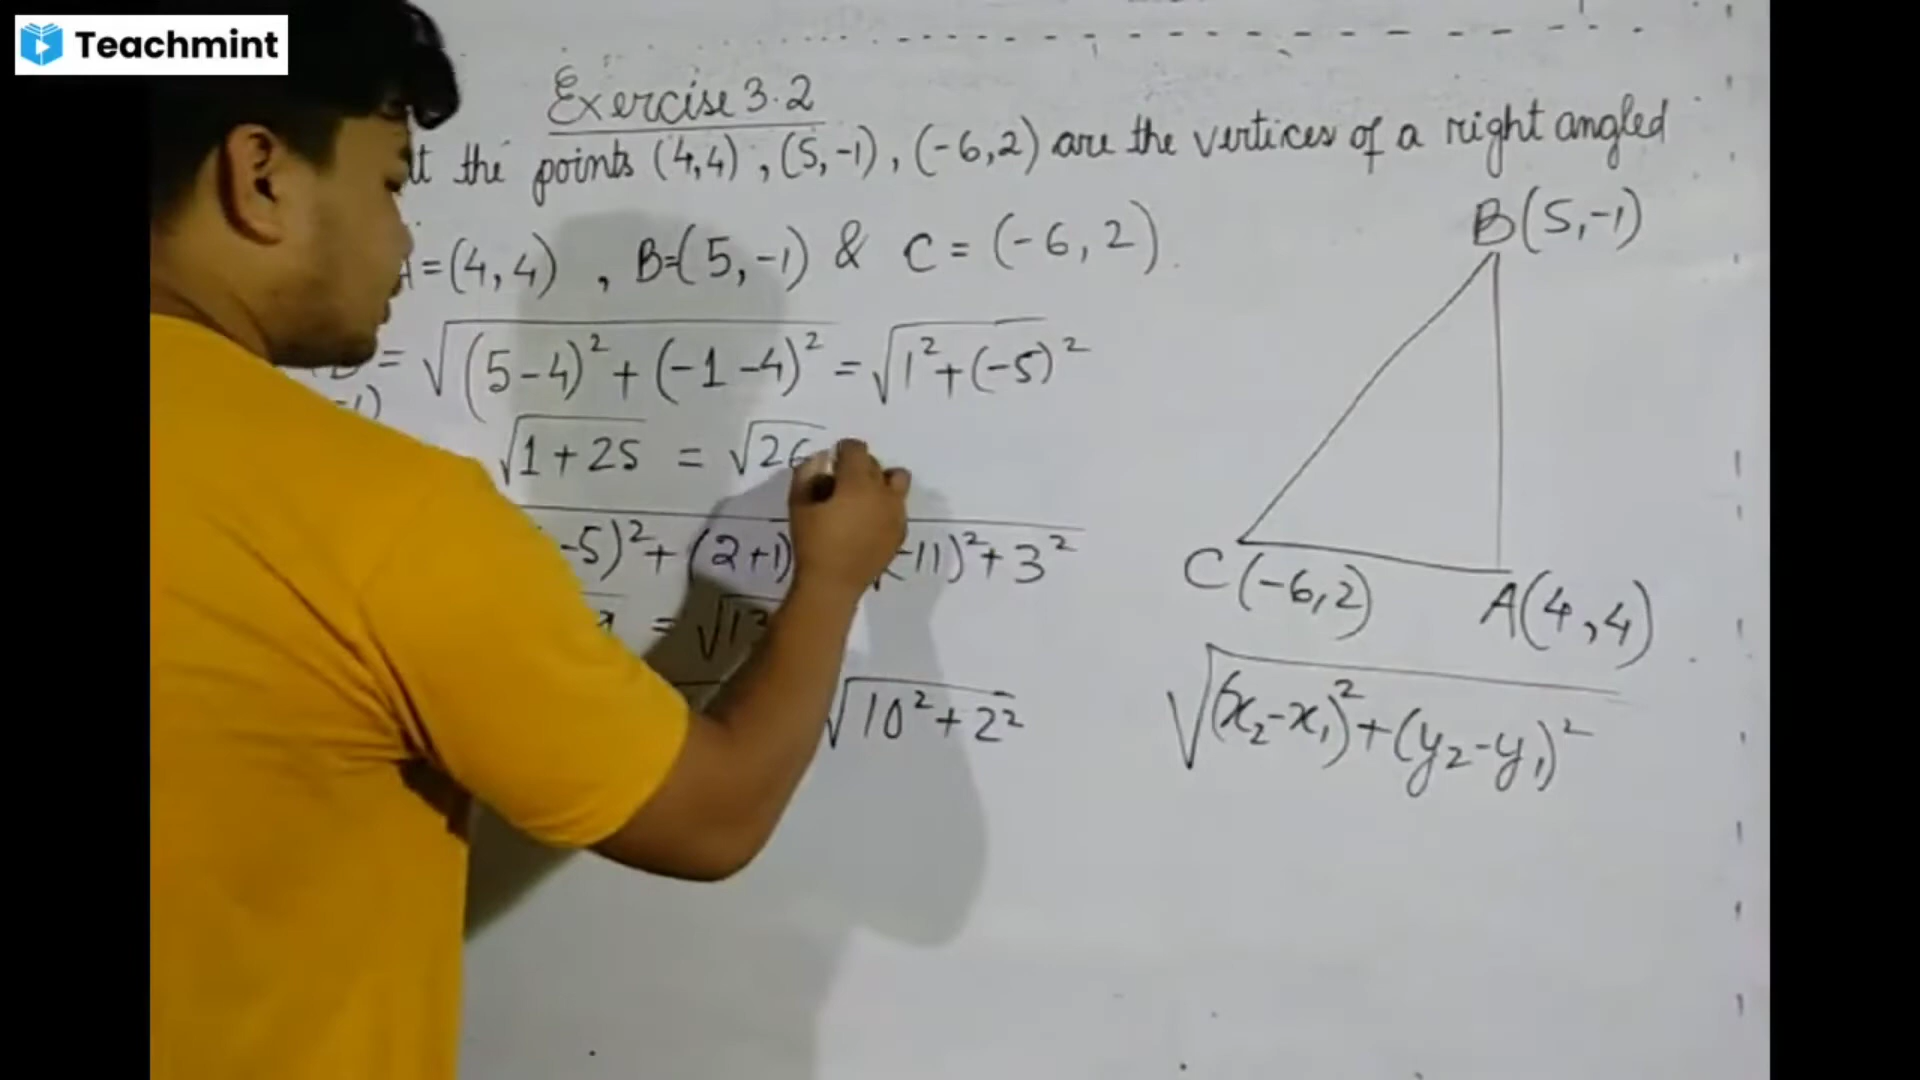 Teachmint
Exercise 3.2
the points (4,4), (5,-1), (-6,2) are the vertices of a right angled
A=(4,4), B=(5,-1) & C=(-6,2).
= √(5-4)²+(-1-4)² = √1²+(-5)²
-1)
√1+25 = √26
-5)²+(2+1) -11)²+3²
= √13
√10²+2²
B(5,-1)
C(-6,2) A(4,4)
√(x₂-x₁)²+(y₂-y₁)²